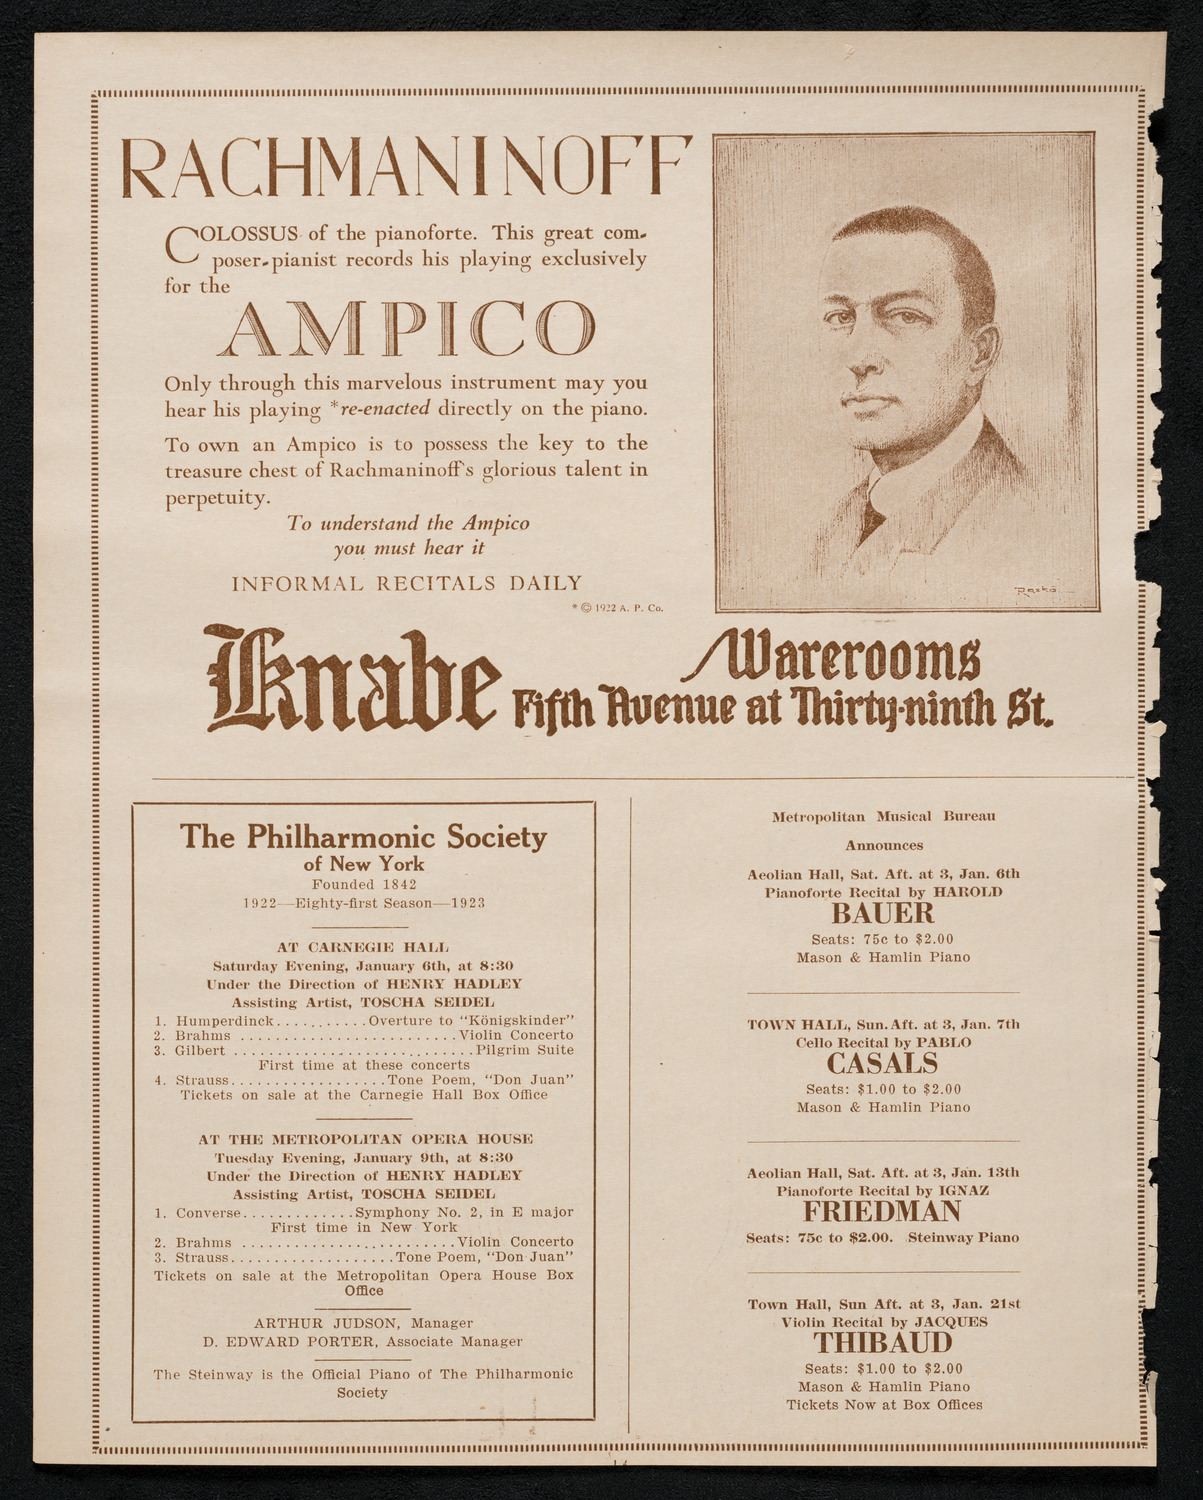 RACHMANINOFF
COLOSSUS of the pianoforte. This great com-
poser-pianist records his playing exclusively
for the
AMPICO
Only through this marvelous instrument may you
hear his playing *re-enacted directly on the piano.
To own an Ampico is to possess the key to the
treasure chest of Rachmaninoff's glorious talent in
perpetuity.
To understand the Ampico
you must hear it
INFORMAL RECITALS DAILY
* © 1922 A. P. Co.
Knabe Warerooms
Fifth Avenue at Thirty-ninth St.
The Philharmonic Society
of New York
Founded 1842
1922—Eighty-first Season—1923
AT CARNEGIE HALL
Saturday Evening, January 6th, at 8:30
Under the Direction of HENRY HADLEY
Assisting Artist, TOSCHA SEIDEL
1. Humperdinck...........Overture to "Königskinder"
2. Brahms .........................Violin Concerto
3. Gilbert ............................Pilgrim Suite
First time at these concerts
4. Strauss..................Tone Poem, "Don Juan"
Tickets on sale at the Carnegie Hall Box Office
AT THE METROPOLITAN OPERA HOUSE
Tuesday Evening, January 9th, at 8:30
Under the Direction of HENRY HADLEY
Assisting Artist, TOSCHA SEIDEL
1. Converse.............Symphony No. 2, in E major
First time in New York
2. Brahms .........................Violin Concerto
3. Strauss...................Tone Poem, "Don Juan"
Tickets on sale at the Metropolitan Opera House Box
Office
ARTHUR JUDSON, Manager
D. EDWARD PORTER, Associate Manager
The Steinway is the Official Piano of The Philharmonic
Society
Metropolitan Musical Bureau
Announces
Aeolian Hall, Sat. Aft. at 3, Jan. 6th
Pianoforte Recital by HAROLD
BAUER
Seats: 75c to $2.00
Mason & Hamlin Piano
TOWN HALL, Sun. Aft. at 3, Jan. 7th
Cello Recital by PABLO
CASALS
Seats: $1.00 to $2.00
Mason & Hamlin Piano
Aeolian Hall, Sat. Aft. at 3, Jan. 13th
Pianoforte Recital by IGNAZ
FRIEDMAN
Seats: 75c to $2.00. Steinway Piano
Town Hall, Sun Aft. at 3, Jan. 21st
Violin Recital by JACQUES
THIBAUD
Seats: $1.00 to $2.00
Mason & Hamlin Piano
Tickets Now at Box Offices